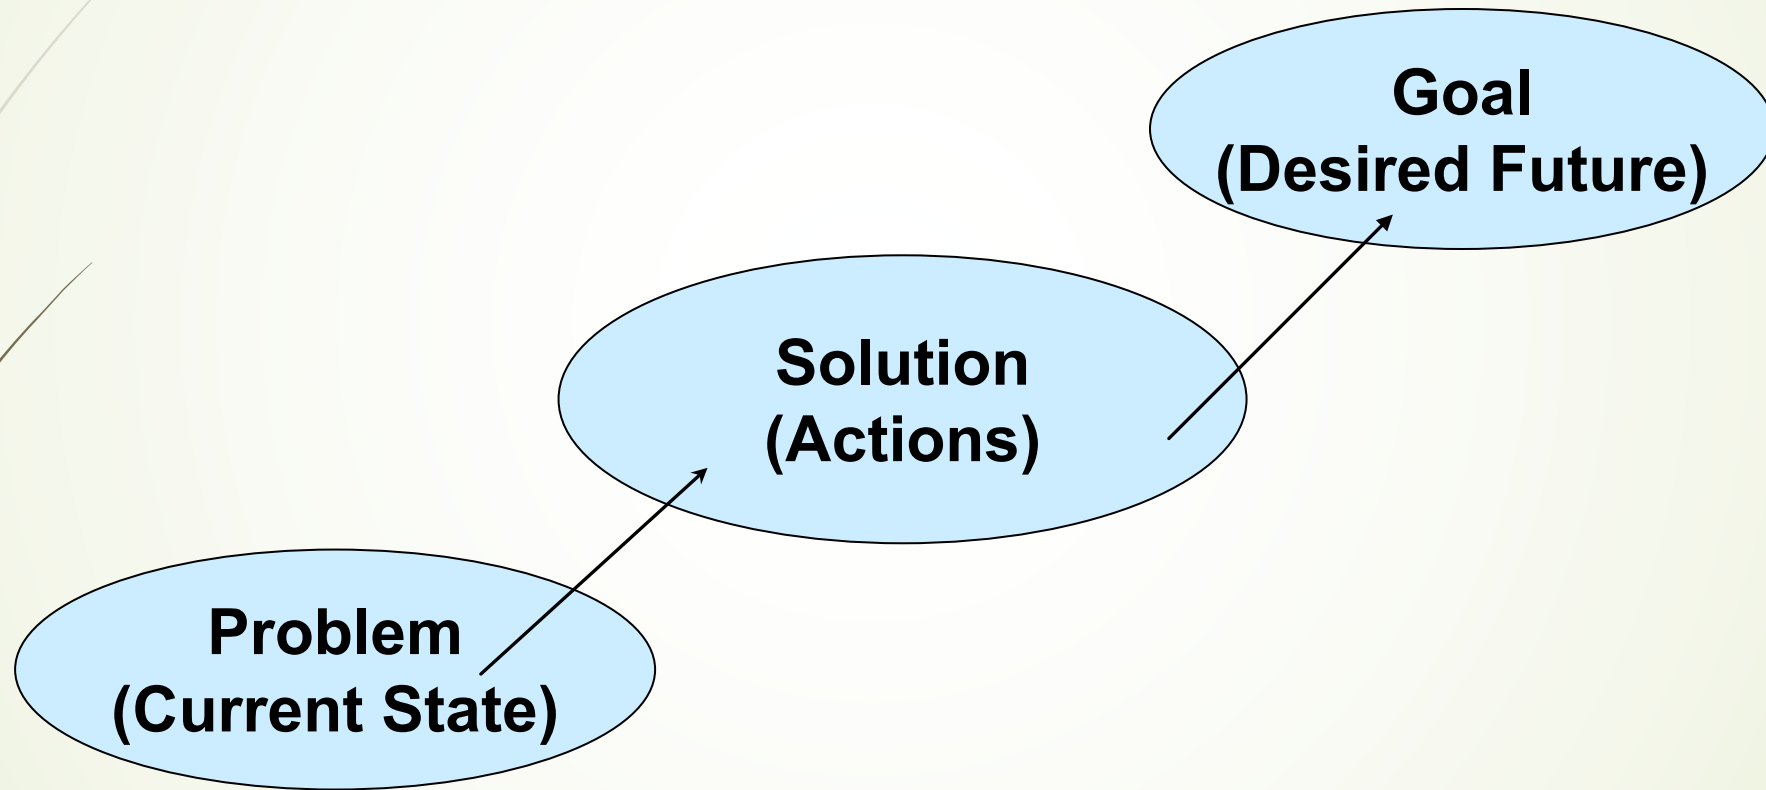 Goal
(Desired Future)
Solution
(Actions)
Problem
(Current State)